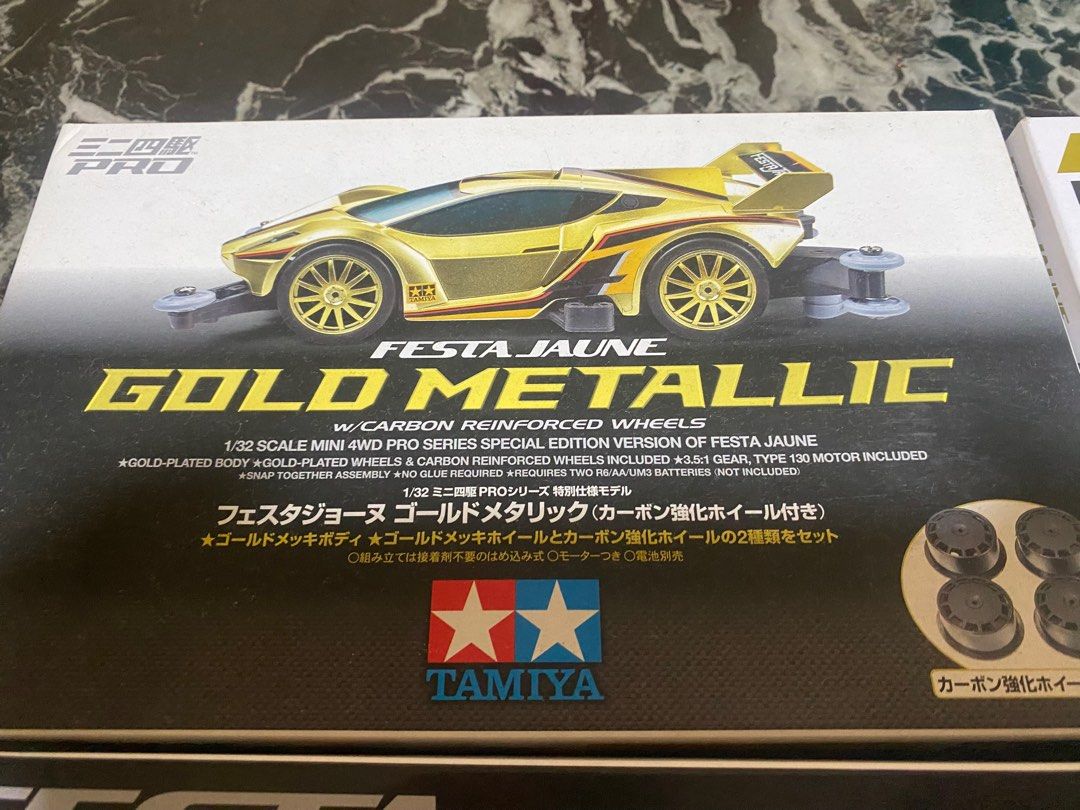 ミニ四駆
PRO
FESTA JAUNE
TAMIYA
FESTA JAUNE
GOLD METALLIC
w/CARBON REINFORCED WHEELS
1/32 SCALE MINI 4WD PRO SERIES SPECIAL EDITION VERSION OF FESTA JAUNE
★GOLD-PLATED BODY ★GOLD-PLATED WHEELS & CARBON REINFORCED WHEELS INCLUDED ★3.5:1 GEAR, TYPE 130 MOTOR INCLUDED
★SNAP TOGETHER ASSEMBLY ★NO GLUE REQUIRED ★REQUIRES TWO R6/AA/UM3 BATTERIES (NOT INCLUDED)
1/32 ミニ四駆 PROシリーズ 特別仕様モデル
フェスタジョーヌ ゴールドメタリック(カーボン強化ホイール付き)
★ゴールドメッキボディ ★ゴールドメッキホイールとカーボン強化ホイールの2種類をセット
○組み立ては接着剤不要のはめ込み式 ○モーターつき ○電池別売
TAMIYA
カーボン強化ホイー